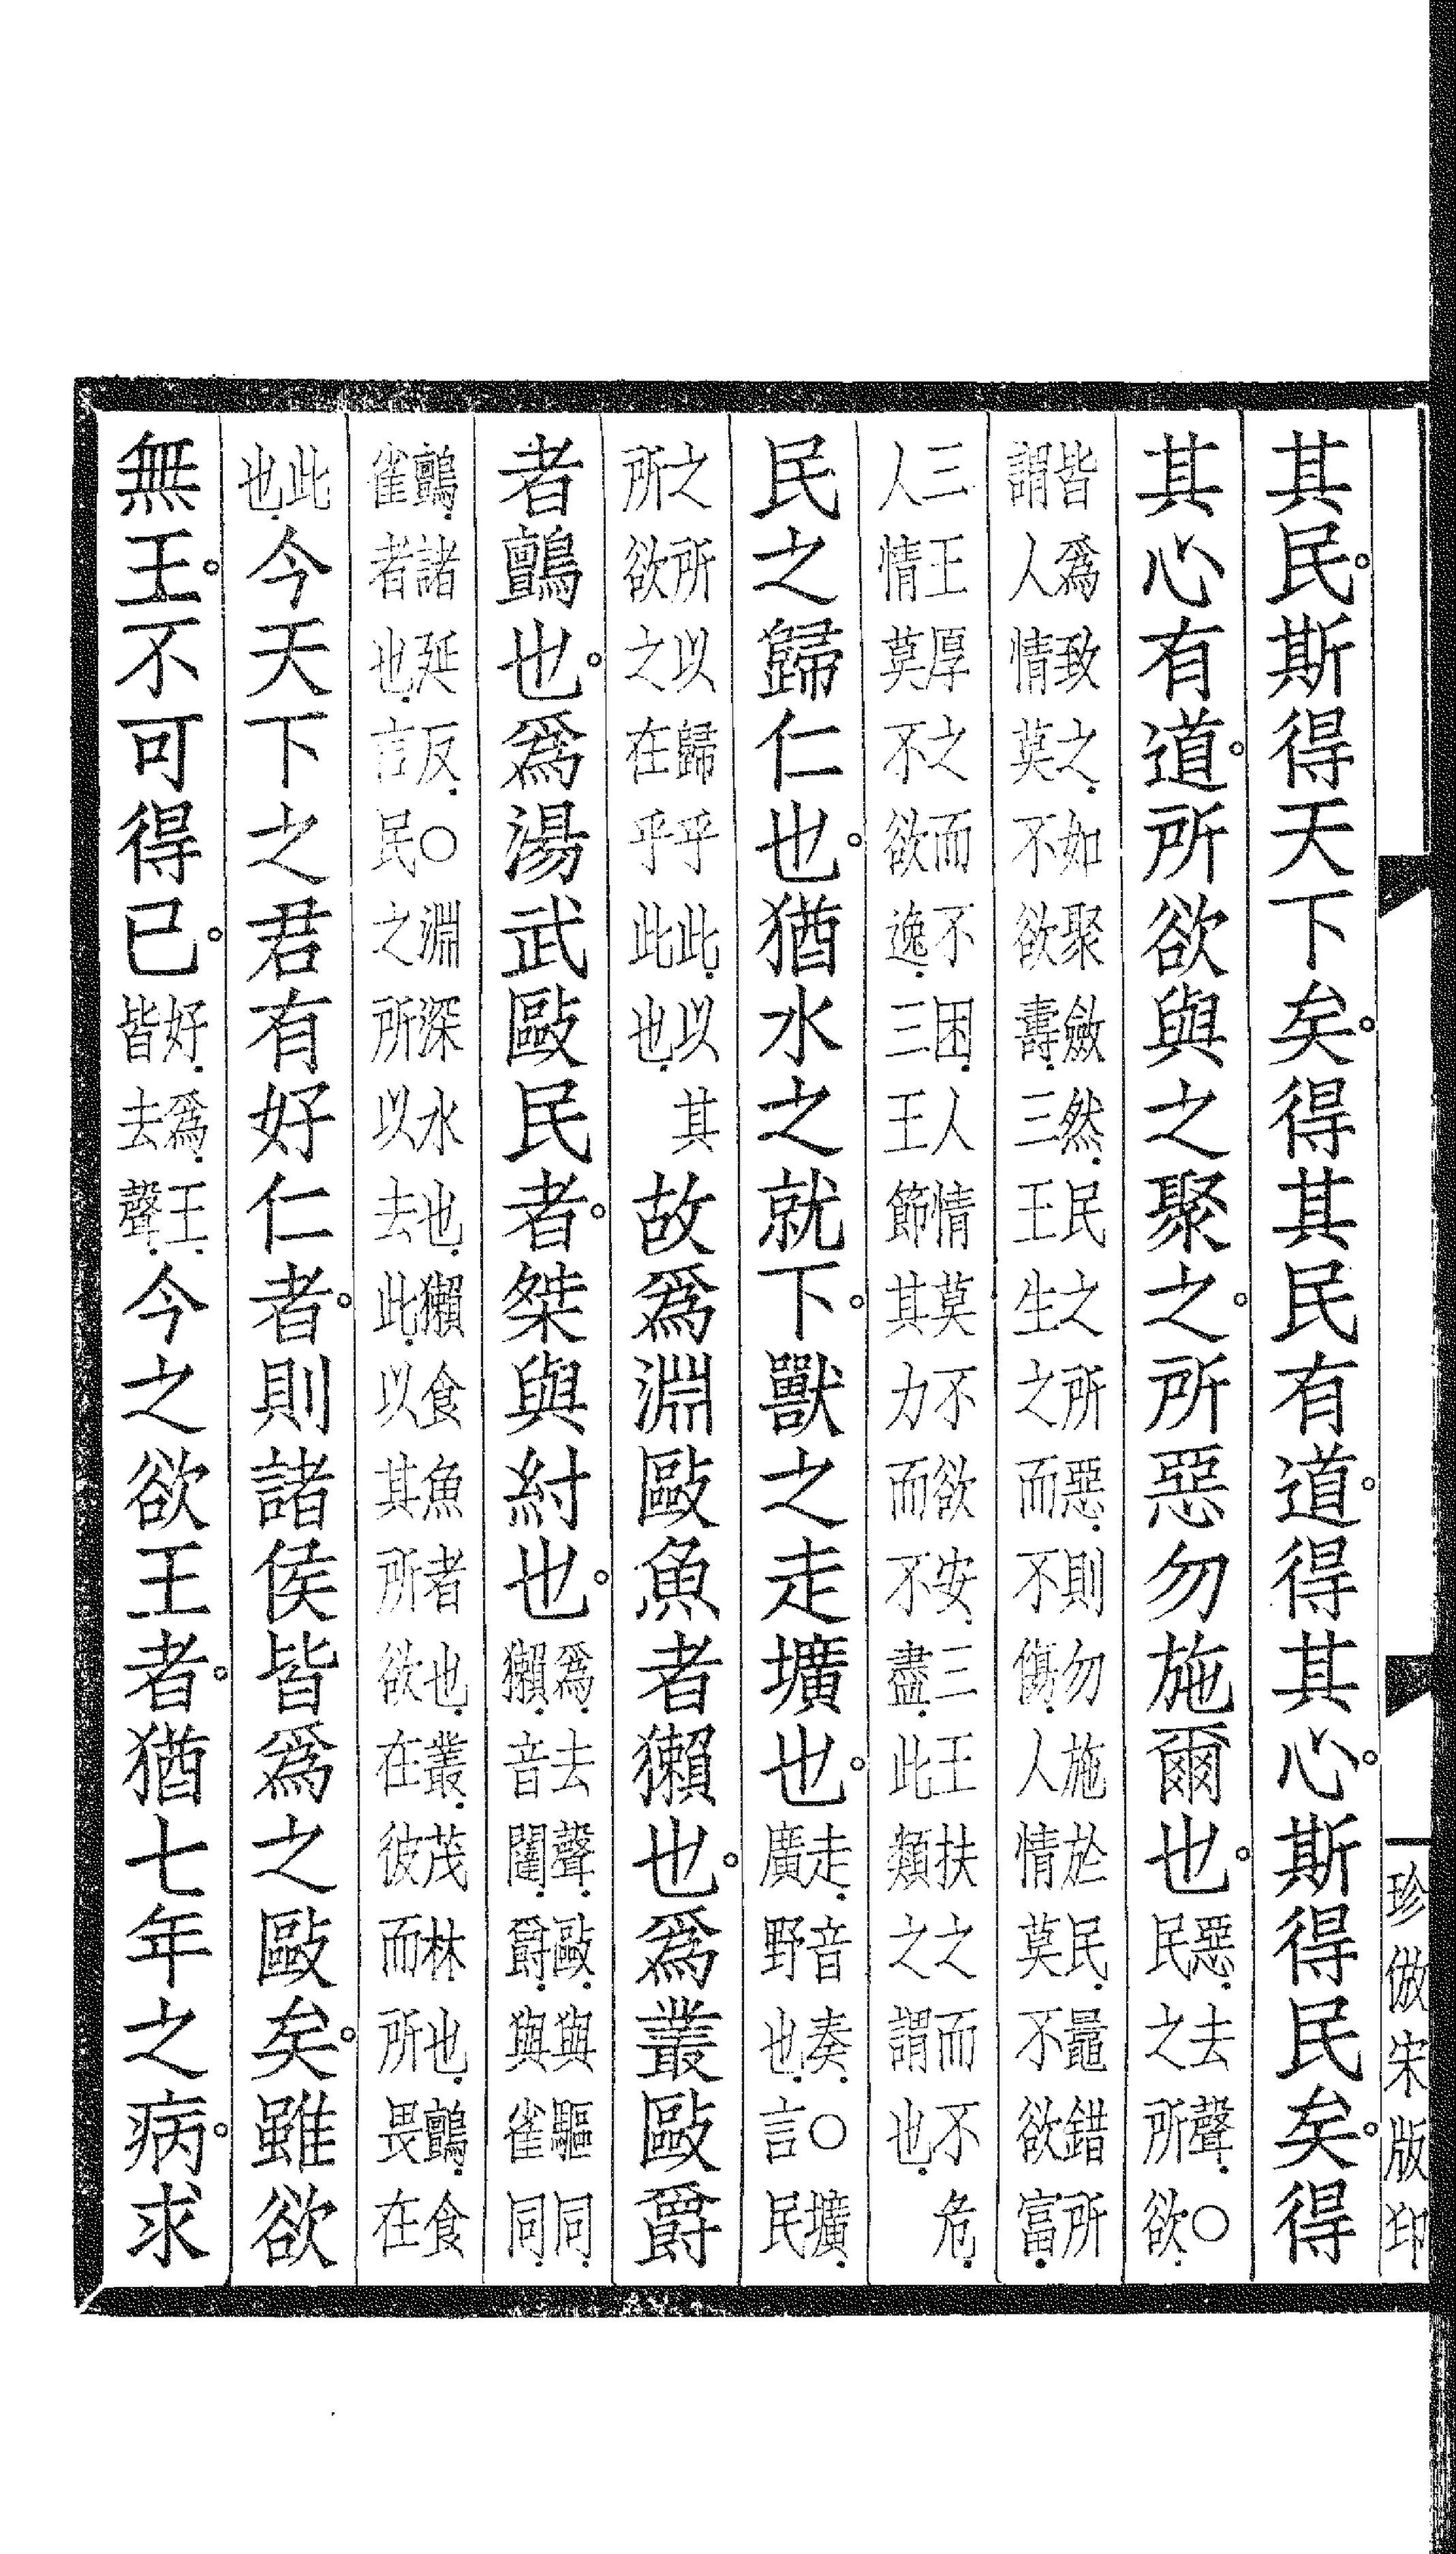 珍倣宋版印
其民。斯得天下矣。得其民有道。得其心。斯得民矣。得
其心有道。所欲與之聚之。所惡勿施爾也。惡.去聲.○民之所欲.
皆爲致之.如聚斂然.民之所惡.則勿施於民.鼂錯所
謂人情莫不欲壽.三王生之而不傷.人情莫不欲富.
三王厚之而不困.人情莫不欲安.三王扶之而不危.
人情莫不欲逸.三王節其力而不盡.此類之謂也.
民之歸仁也。猶水之就下。獸之走壙也。走.音奏.○壙.廣野也.言民
之所以歸乎此.以其所欲之在乎此也.故爲淵毆魚者獺也。爲叢毆爵
者鸇也。爲湯武毆民者。桀與紂也。爲.去聲.毆.與驅同.獺.音闥.爵.與雀同.
鸇.諸延反.○淵深水也.獺食魚者也.叢.茂林也.鸇.食
雀者也.言民之所以去此.以其所欲在彼而所畏在
此也.今天下之君有好仁者。則諸侯皆爲之毆矣。雖欲
無王。不可得已。好.爲.王.皆去聲.今之欲王者。猶七年之病。求